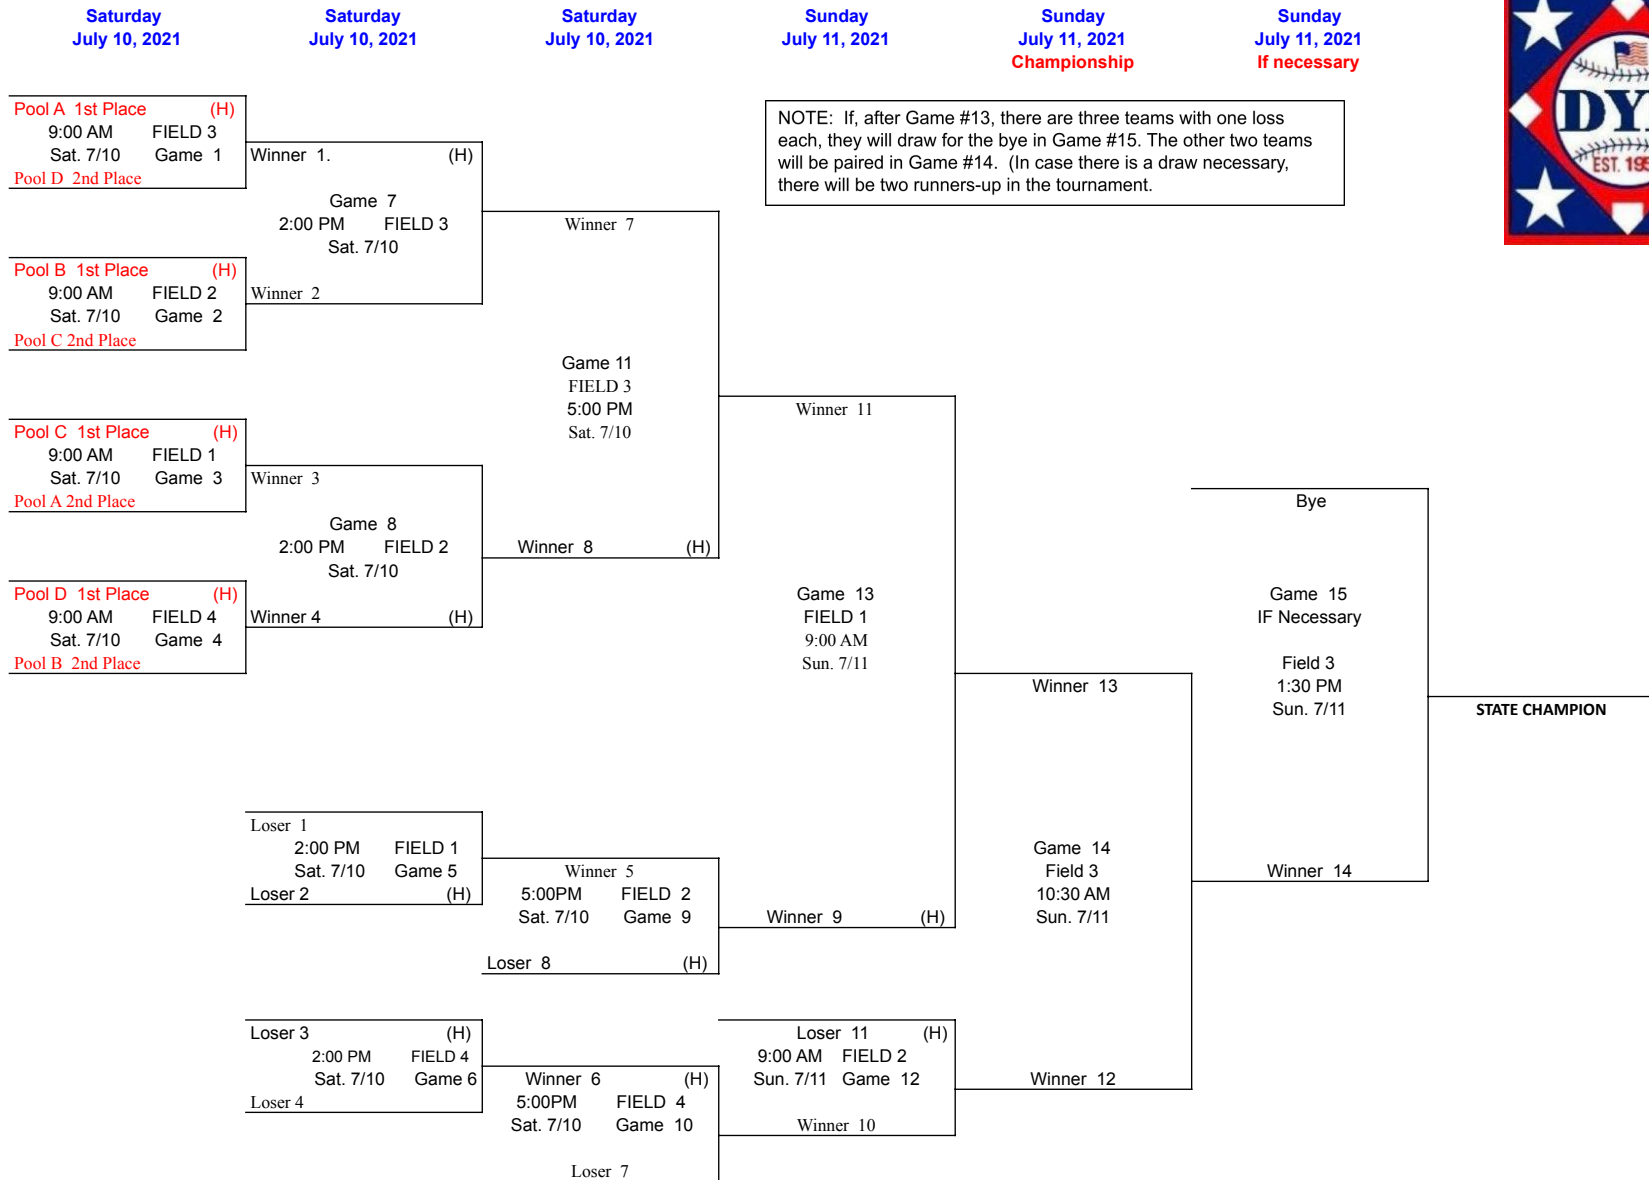 Saturday
July 10, 2021
Saturday
July 10, 2021
Saturday
July 10, 2021
Sunday
July 11, 2021
Sunday
July 11, 2021
Championship
Sunday
July 11, 2021
If necessary
NOTE: If, after Game #13, there are three teams with one loss
each, they will draw for the bye in Game #15. The other two teams
will be paired in Game #14. (In case there is a draw necessary,
there will be two runners-up in the tournament.
EST.
Pool A 1st Place (H)
9:00 AM FIELD 3
Sat. 7/10 Game 1
Pool D 2nd Place
Pool B 1st Place (H)
9:00 AM FIELD 2
Sat. 7/10 Game 2
Pool C 2nd Place
Pool C 1st Place (H)
9:00 AM FIELD 1
Sat. 7/10 Game 3
Pool A 2nd Place
Pool D 1st Place (H)
9:00 AM FIELD 4
Sat. 7/10 Game 4
Pool B 2nd Place
Winner 1. (H)
Game 7
2:00 PM FIELD 3
Sat. 7/10
Winner 2
Winner 3
Game 8
2:00 PM FIELD 2
Sat. 7/10
Winner 4 (H)
Loser 1
2:00 PM FIELD 1
Sat. 7/10 Game 5
Loser 2 (H)
Loser 3 (H)
2:00 PM FIELD 4
Sat. 7/10 Game 6
Loser 4
Winner 7
Game 11
FIELD 3
5:00 PM
Sat. 7/10
Winner 8 (H)
Winner 5
5:00PM FIELD 2
Sat. 7/10 Game 9
Loser 8 (H)
Winner 6 (H)
5:00PM FIELD 4
Sat. 7/10 Game 10
Loser 7
Winner 11
Game 13
FIELD 1
9:00 AM
Sun. 7/11
Winner 9 (H)
Loser 11 (H)
9:00 AM FIELD 2
Sun. 7/11 Game 12
Winner 10
Winner 13
Game 14
Field 3
10:30 AM
Sun. 7/11
Winner 12
Bye
Game 15
IF Necessary
Field 3
1:30 PM
Sun. 7/11
Winner 14
STATE CHAMPION